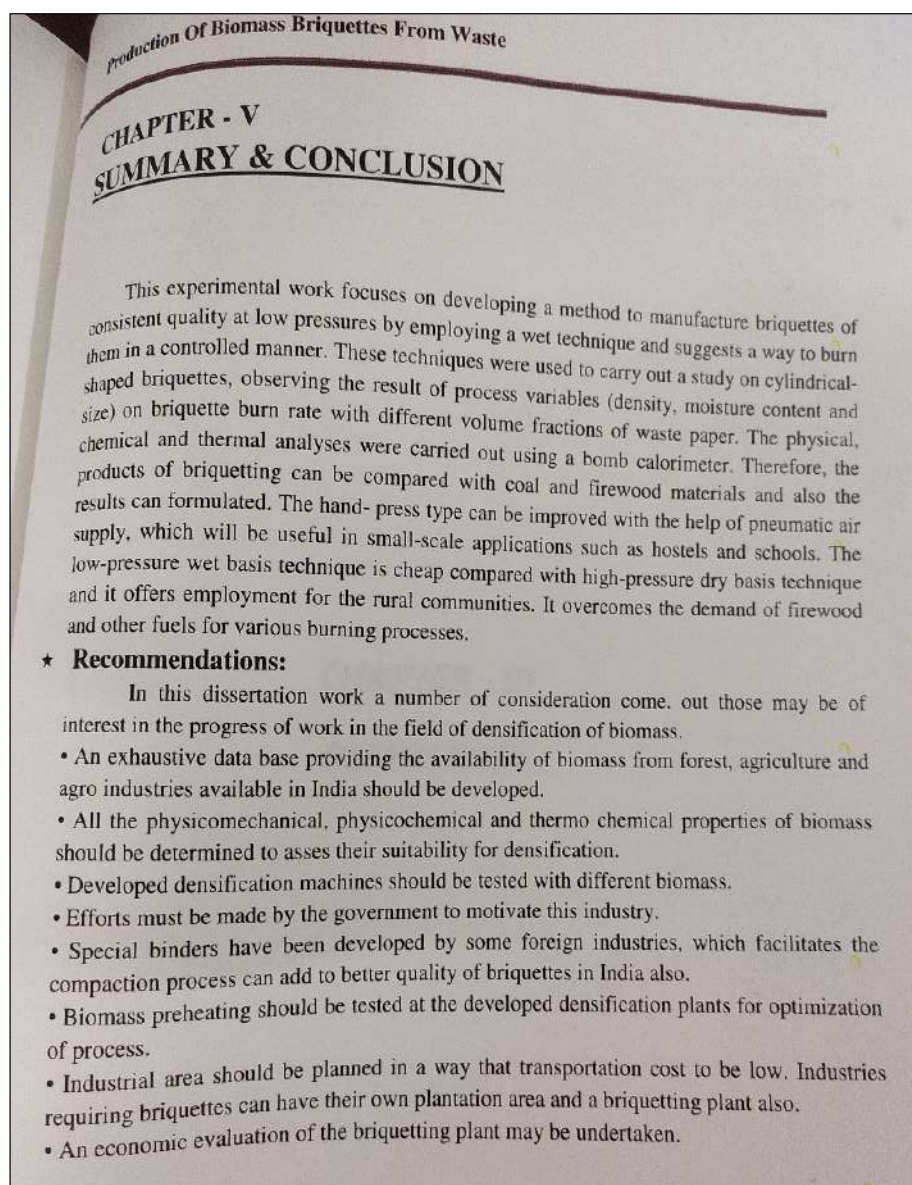 Production Of Biomass Briquettes From Waste
CHAPTER - V
SUMMARY & CONCLUSION
This experimental work focuses on developing a method to manufacture briquettes of
consistent quality at low pressures by employing a wet technique and suggests a way to burn
them in a controlled manner. These techniques were used to carry out a study on cylindrical-
shaped briquettes, observing the result of process variables (density, moisture content and
size) on briquette burn rate with different volume fractions of waste paper. The physical,
chemical and thermal analyses were carried out using a bomb calorimeter. Therefore, the
products of briquetting can be compared with coal and firewood materials and also the
results can formulated. The hand- press type can be improved with the help of pneumatic air
supply, which will be useful in small-scale applications such as hostels and schools. The
low-pressure wet basis technique is cheap compared with high-pressure dry basis technique
and it offers employment for the rural communities. It overcomes the demand of firewood
and other fuels for various burning processes.
★ Recommendations:
In this dissertation work a number of consideration come. out those may be of
interest in the progress of work in the field of densification of biomass.
• An exhaustive data base providing the availability of biomass from forest, agriculture and
agro industries available in India should be developed.
• All the physicomechanical, physicochemical and thermo chemical properties of biomass
should be determined to asses their suitability for densification.
• Developed densification machines should be tested with different biomass.
• Efforts must be made by the government to motivate this industry.
• Special binders have been developed by some foreign industries, which facilitates the
compaction process can add to better quality of briquettes in India also.
• Biomass preheating should be tested at the developed densification plants for optimization
of process.
• Industrial area should be planned in a way that transportation cost to be low. Industries
requiring briquettes can have their own plantation area and a briquetting plant also.
• An economic evaluation of the briquetting plant may be undertaken.